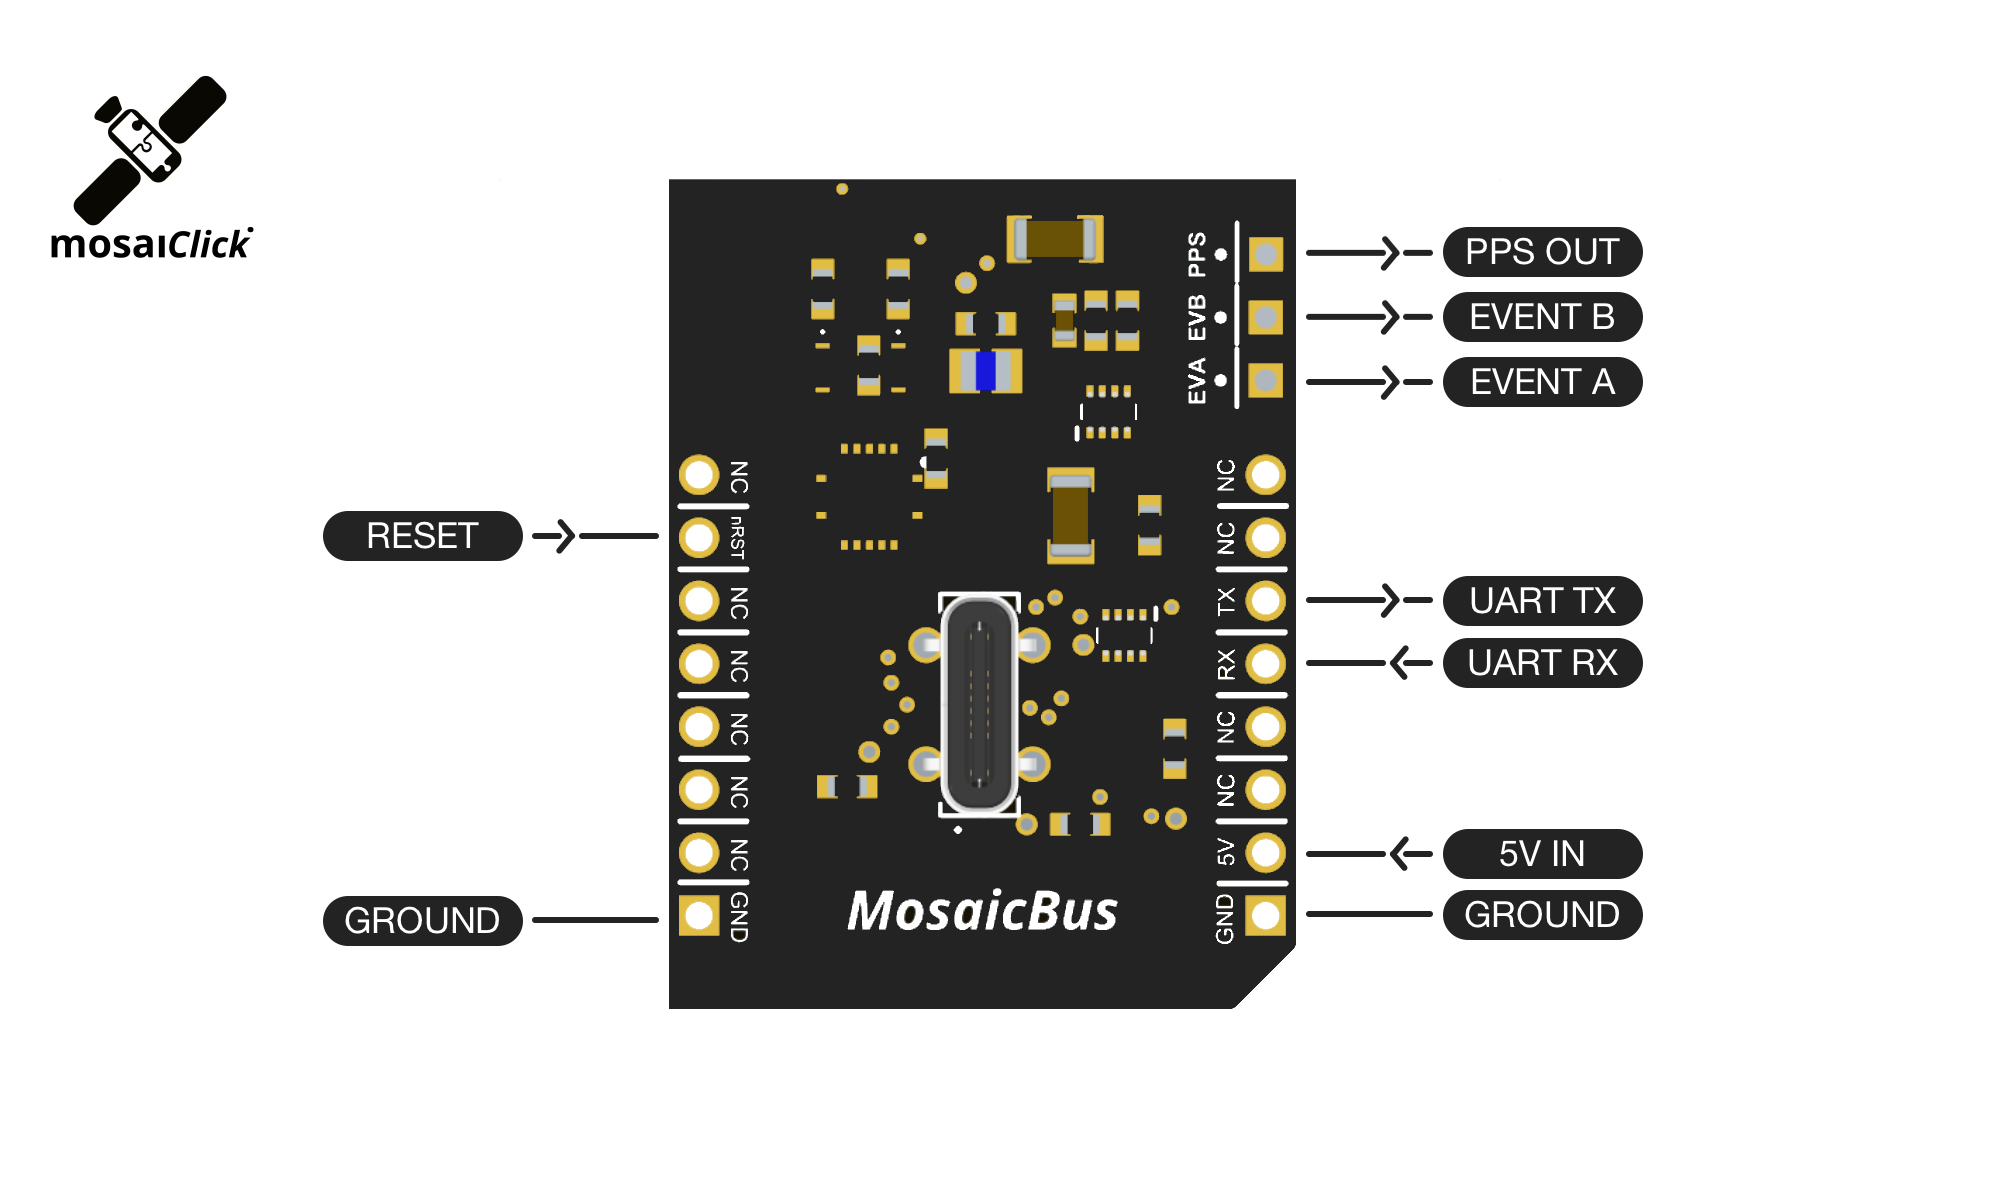 mosaiClick
PPS OUT
EVENT B
EVENT A
RESET
UART TX
UART RX
5V IN
GROUND
GROUND
PPS
EVB
EVA
NC
nRST
NC
NC
NC
NC
NC
GND
NC
NC
TX
RX
NC
NC
5V
GND
MosaicBus